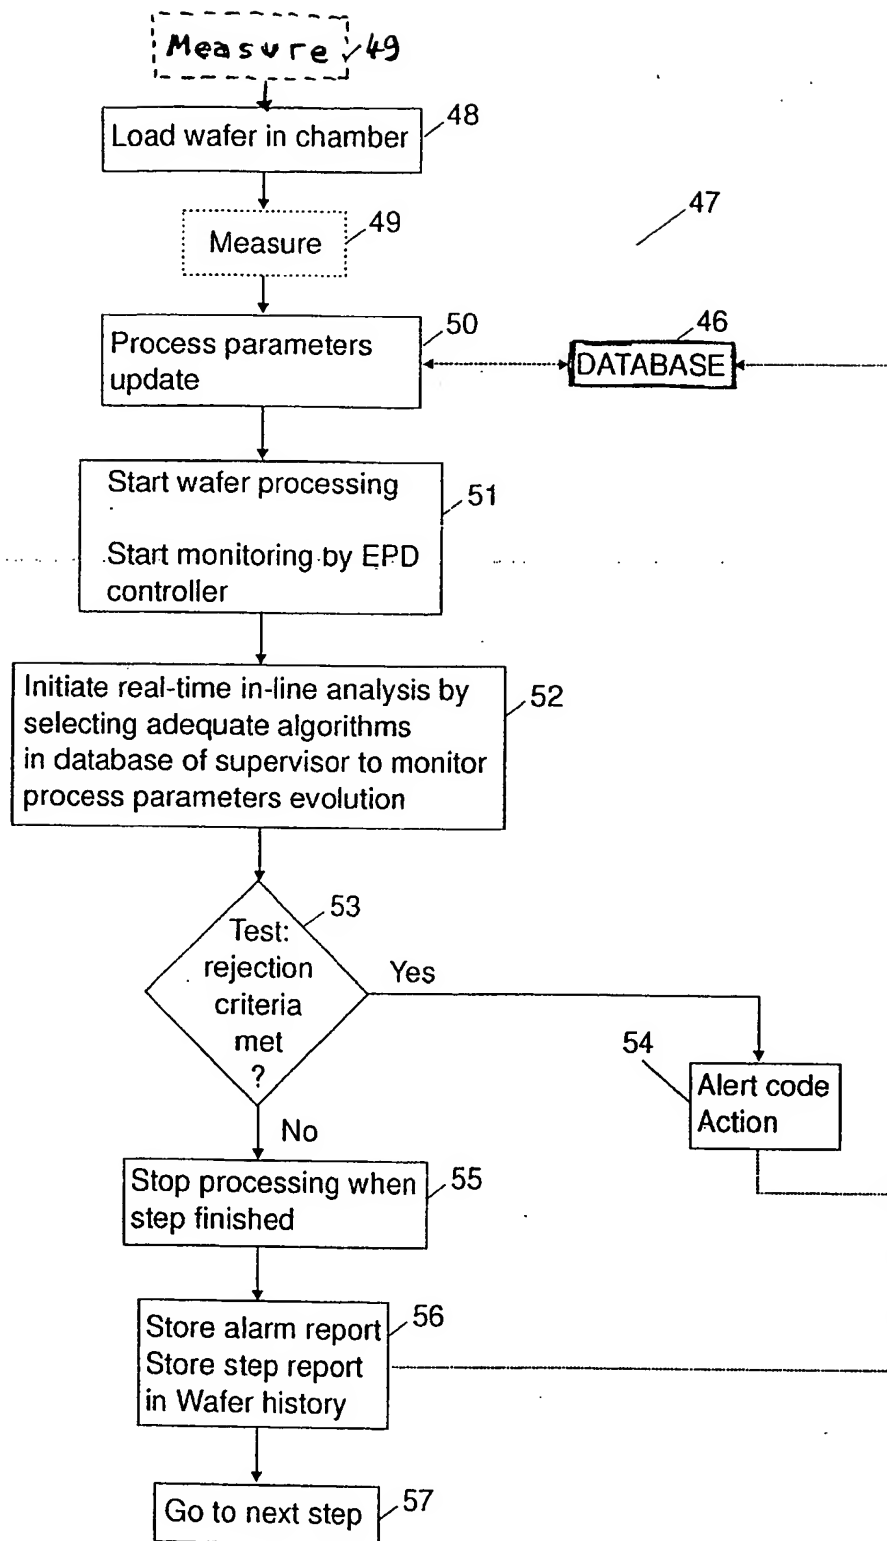 Measure 49
Load wafer in chamber
48
Measure
49
47
Process parameters
update
50
46
DATABASE
Start wafer processing
Start monitoring by EPD
controller
51
Initiate real-time in-line analysis by
selecting adequate algorithms
in database of supervisor to monitor
process parameters evolution
52
53
Test:
rejection
criteria
met
?
Yes
54
Alert code
Action
No
Stop processing when
step finished
55
Store alarm report
Store step report
in Wafer history
56
Go to next step
57